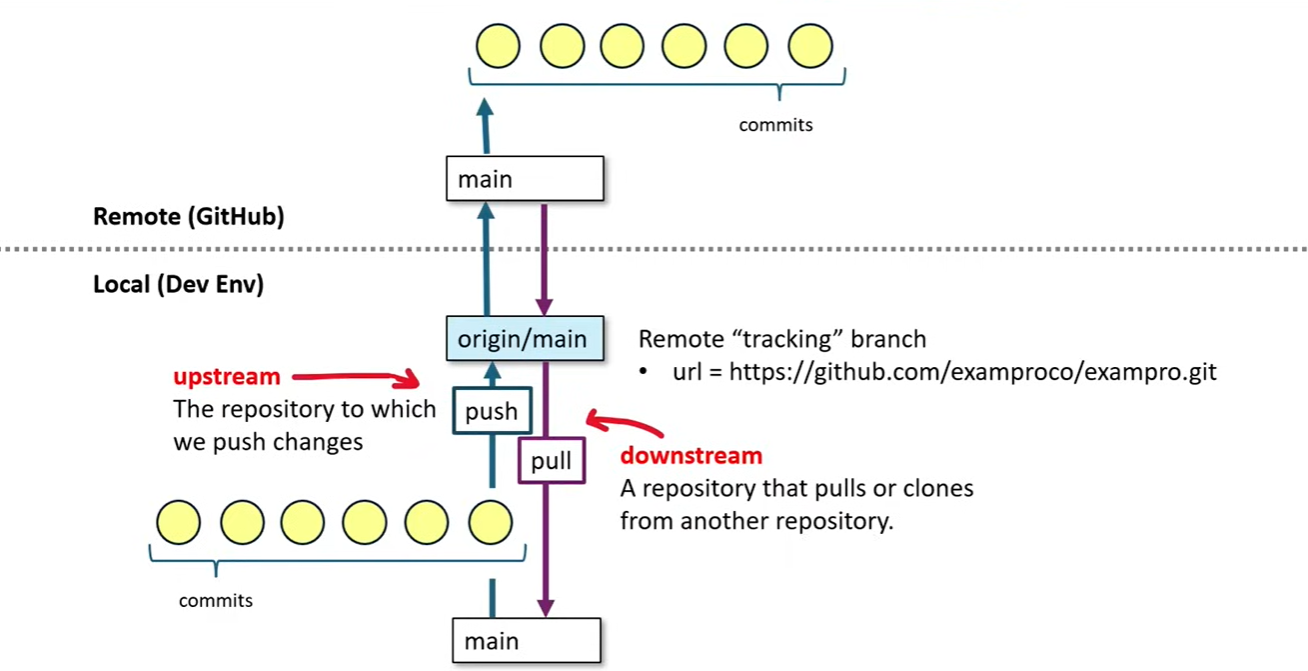 commits
main
Remote (GitHub)
Local (Dev Env)
origin/main
Remote “tracking” branch
• url = https://github.com/examproco/exampro.git
upstream
The repository to which
we push changes
push
pull
downstream
A repository that pulls or clones
from another repository.
commits
main